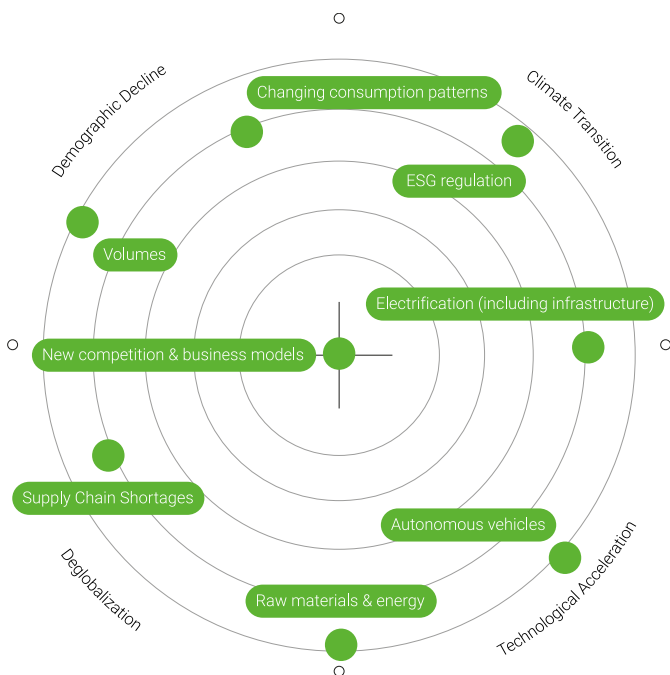 Demographic Decline
Climate Transition
Changing consumption patterns
ESG regulation
Volumes
Electrification (including infrastructure)
New competition & business models
Supply Chain Shortages
Autonomous vehicles
Raw materials & energy
Deglobalization
Technological Acceleration